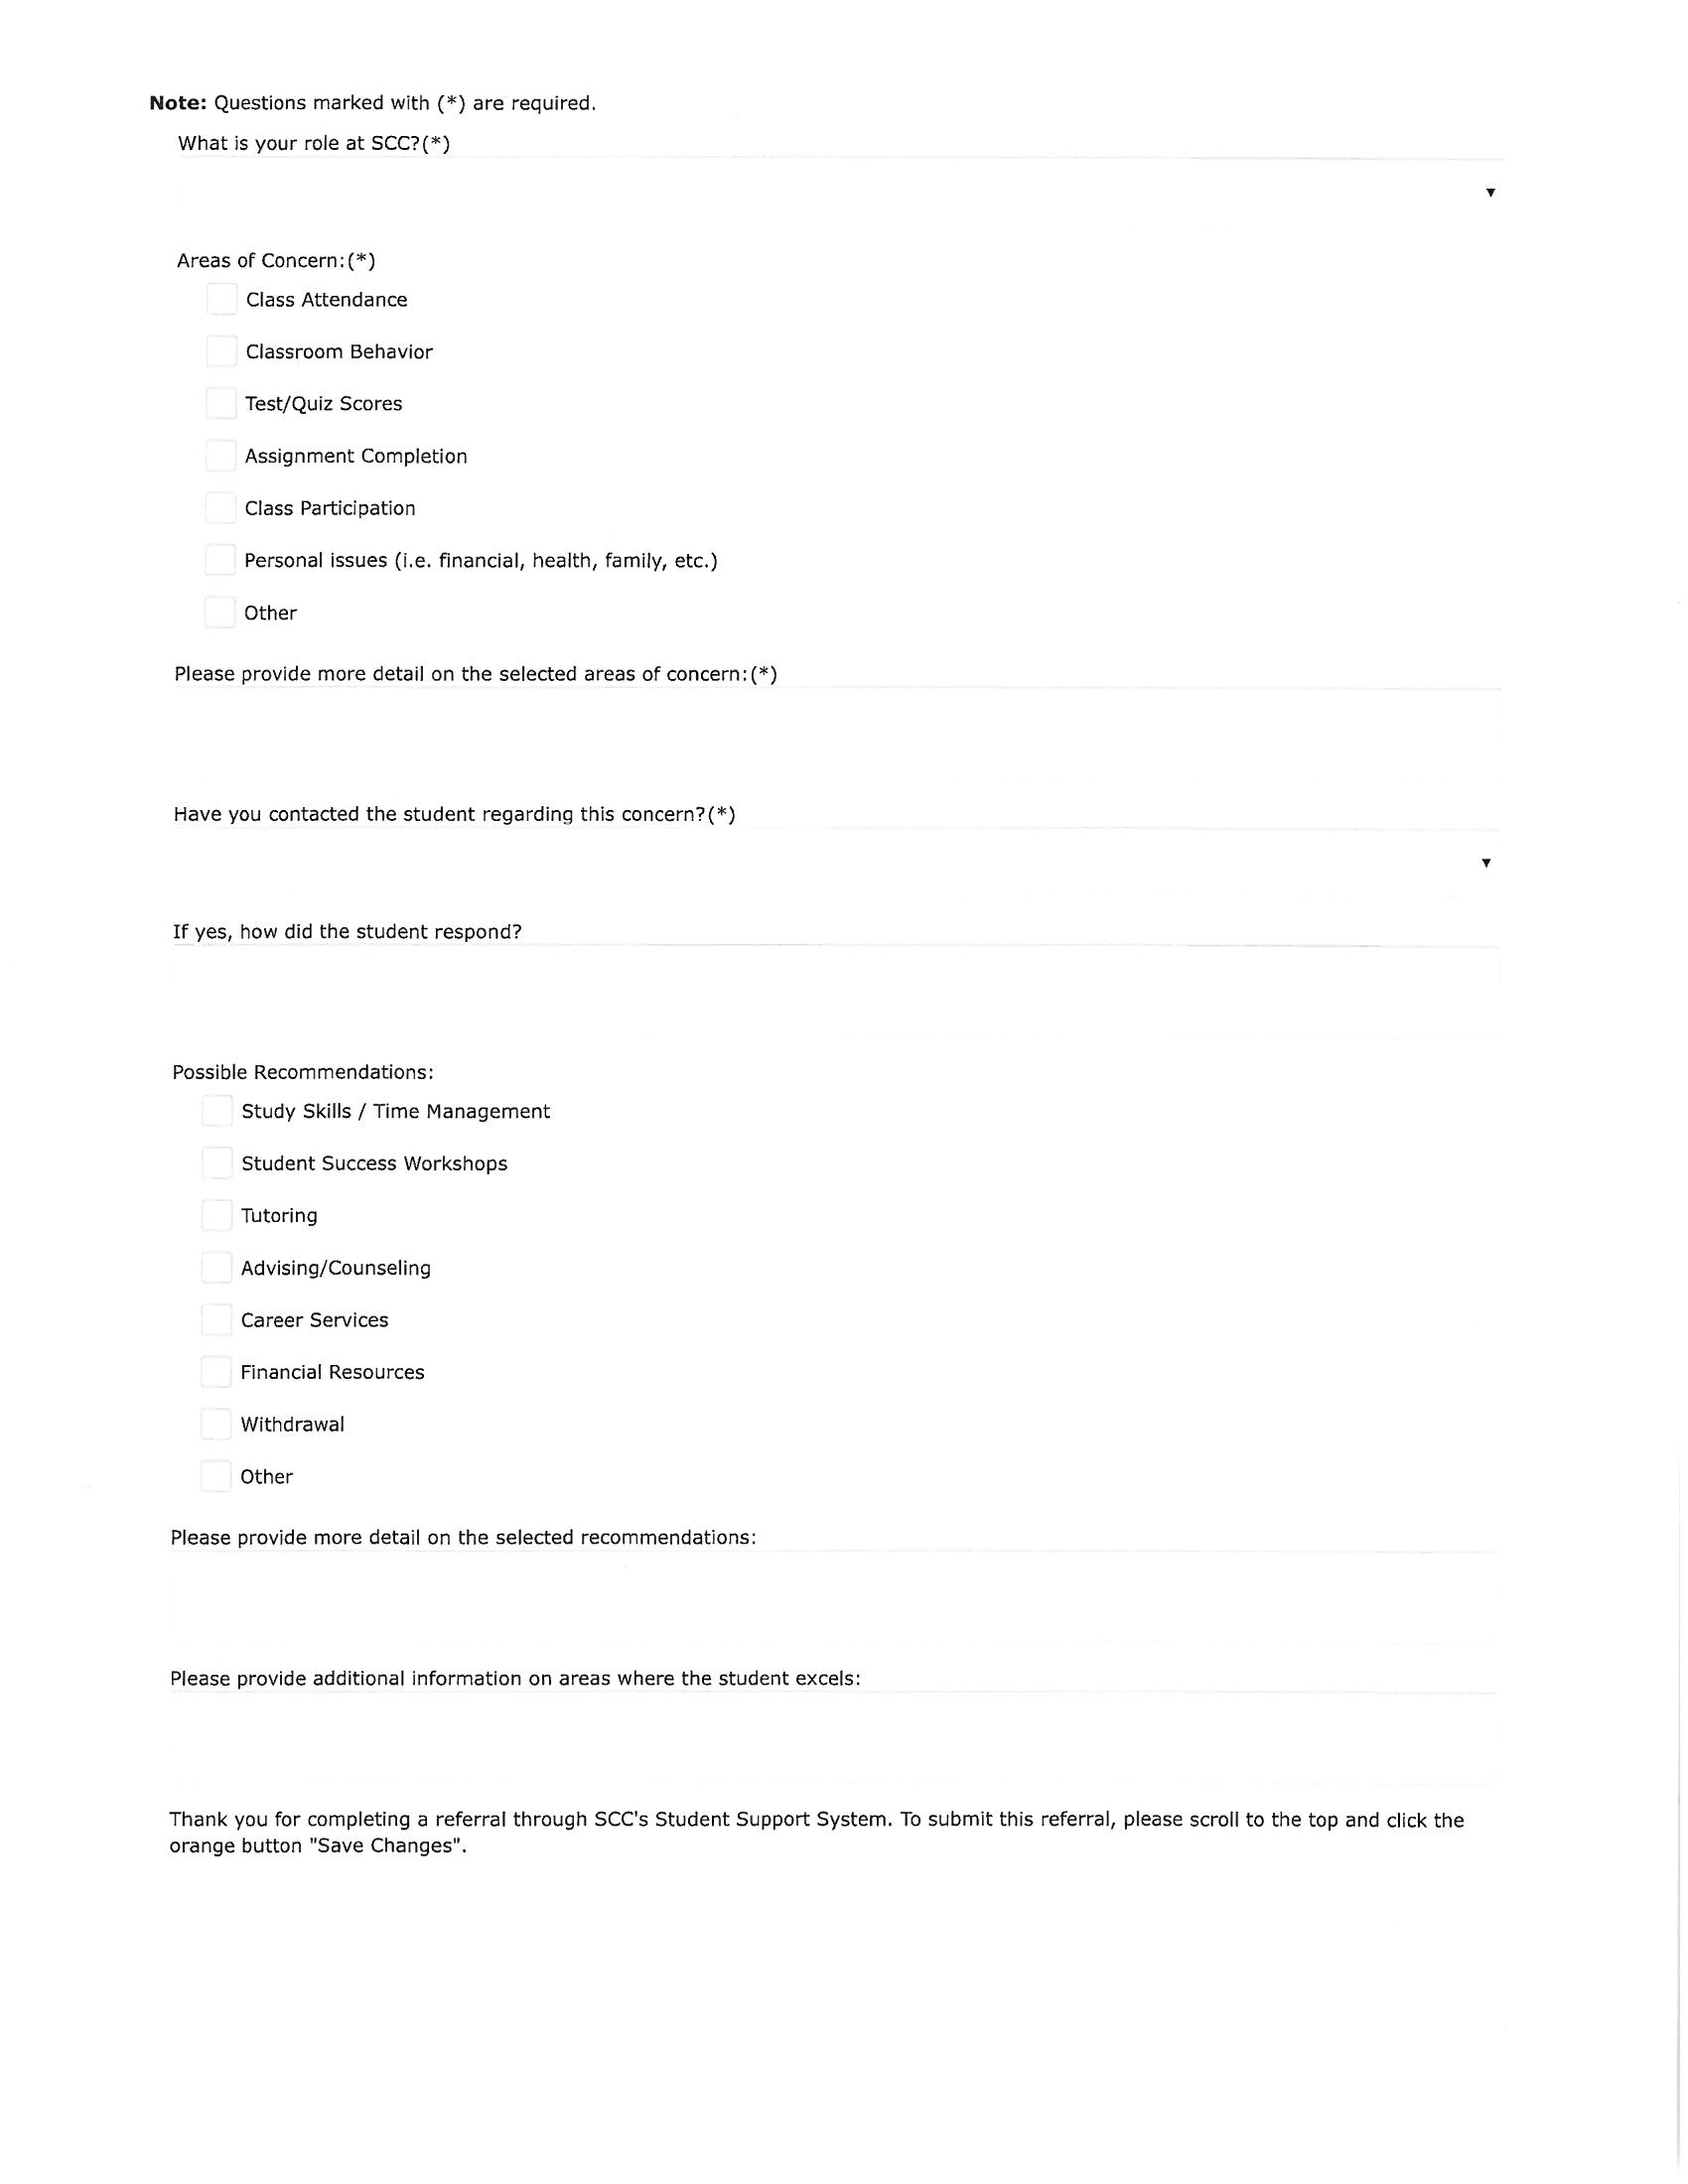 Note: Questions marked with (*) are required.
What is your role at SCC?(*)
Areas of Concern:(*)
Class Attendance
Classroom Behavior
Test/Quiz Scores
Assignment Completion
Class Participation
Personal issues (i.e. financial, health, family, etc.)
Other
Please provide more detail on the selected areas of concern:(*)
Have you contacted the student regarding this concern?(*)
If yes, how did the student respond?
Possible Recommendations:
Study Skills / Time Management
Student Success Workshops
Tutoring
Advising/Counseling
Career Services
Financial Resources
Withdrawal
Other
Please provide more detail on the selected recommendations:
Please provide additional information on areas where the student excels:
Thank you for completing a referral through SCC's Student Support System. To submit this referral, please scroll to the top and click the
orange button "Save Changes".